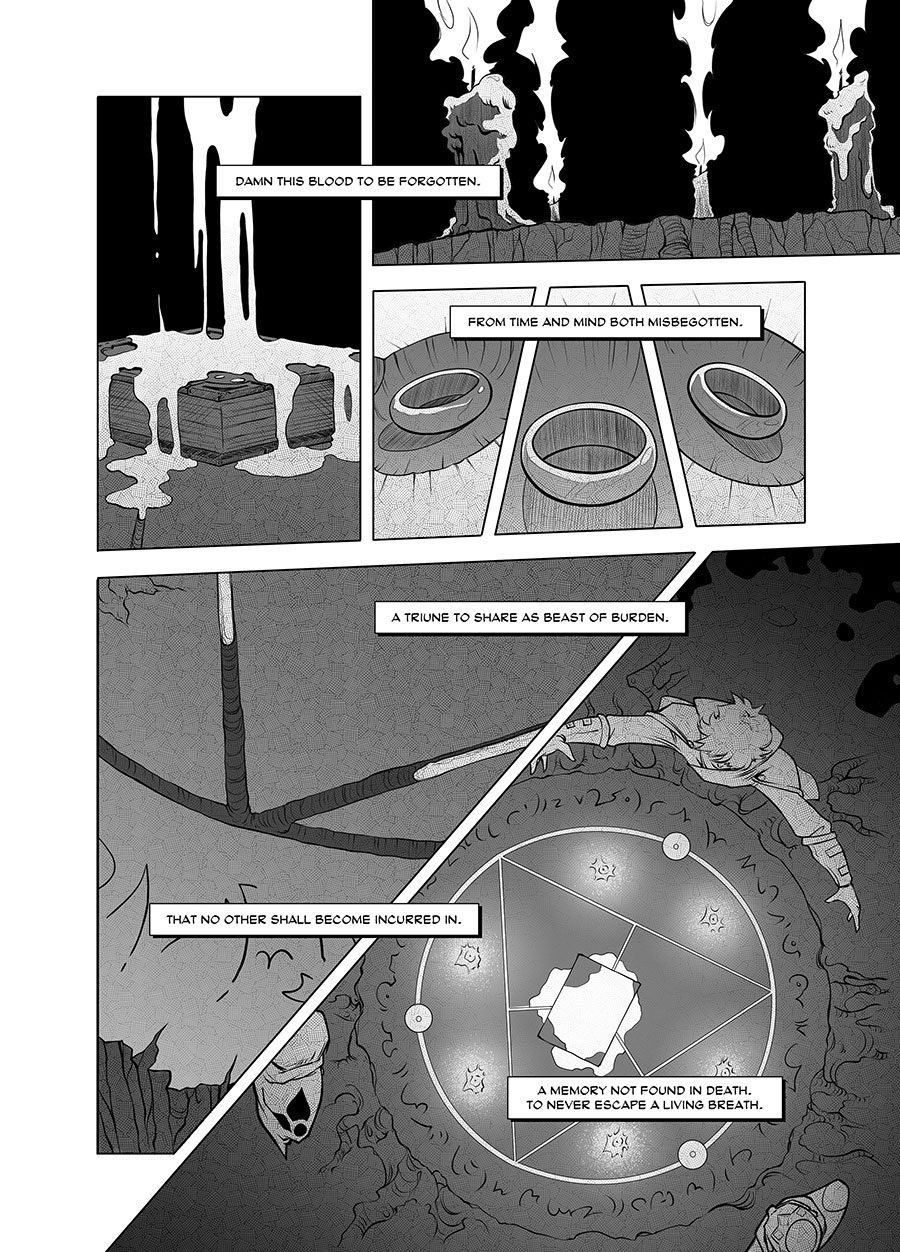 DAMN THIS BLOOD TO BE FORGOTTEN.
FROM TIME AND MIND BOTH MISBEGOTTEN.
A TRIUNE TO SHARE AS BEAST OF BURDEN.
THAT NO OTHER SHALL BECOME INCURRED IN.
A MEMORY NOT FOUND IN DEATH.
TO NEVER ESCAPE A LIVING BREATH.